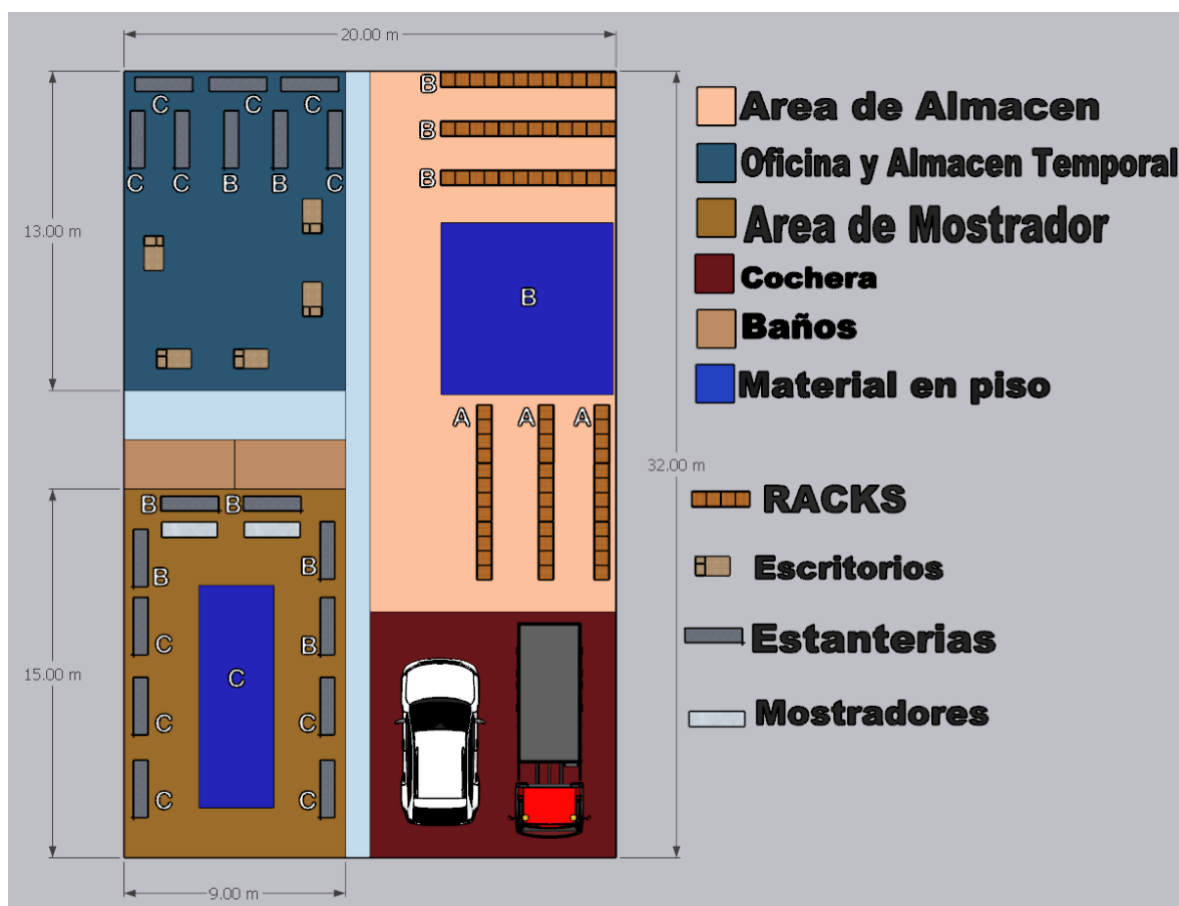 20.00 m
B
C C C
B
C C B B C
B
13.00 m
B
A A A
32.00 m
B B
B B
C B
C
15.00 m
C C
C C
9.00 m
Area de Almacen
Oficina y Almacen Temporal
Area de Mostrador
Cochera
Baños
Material en piso
RACKS
Escritorios
Estanterias
Mostradores